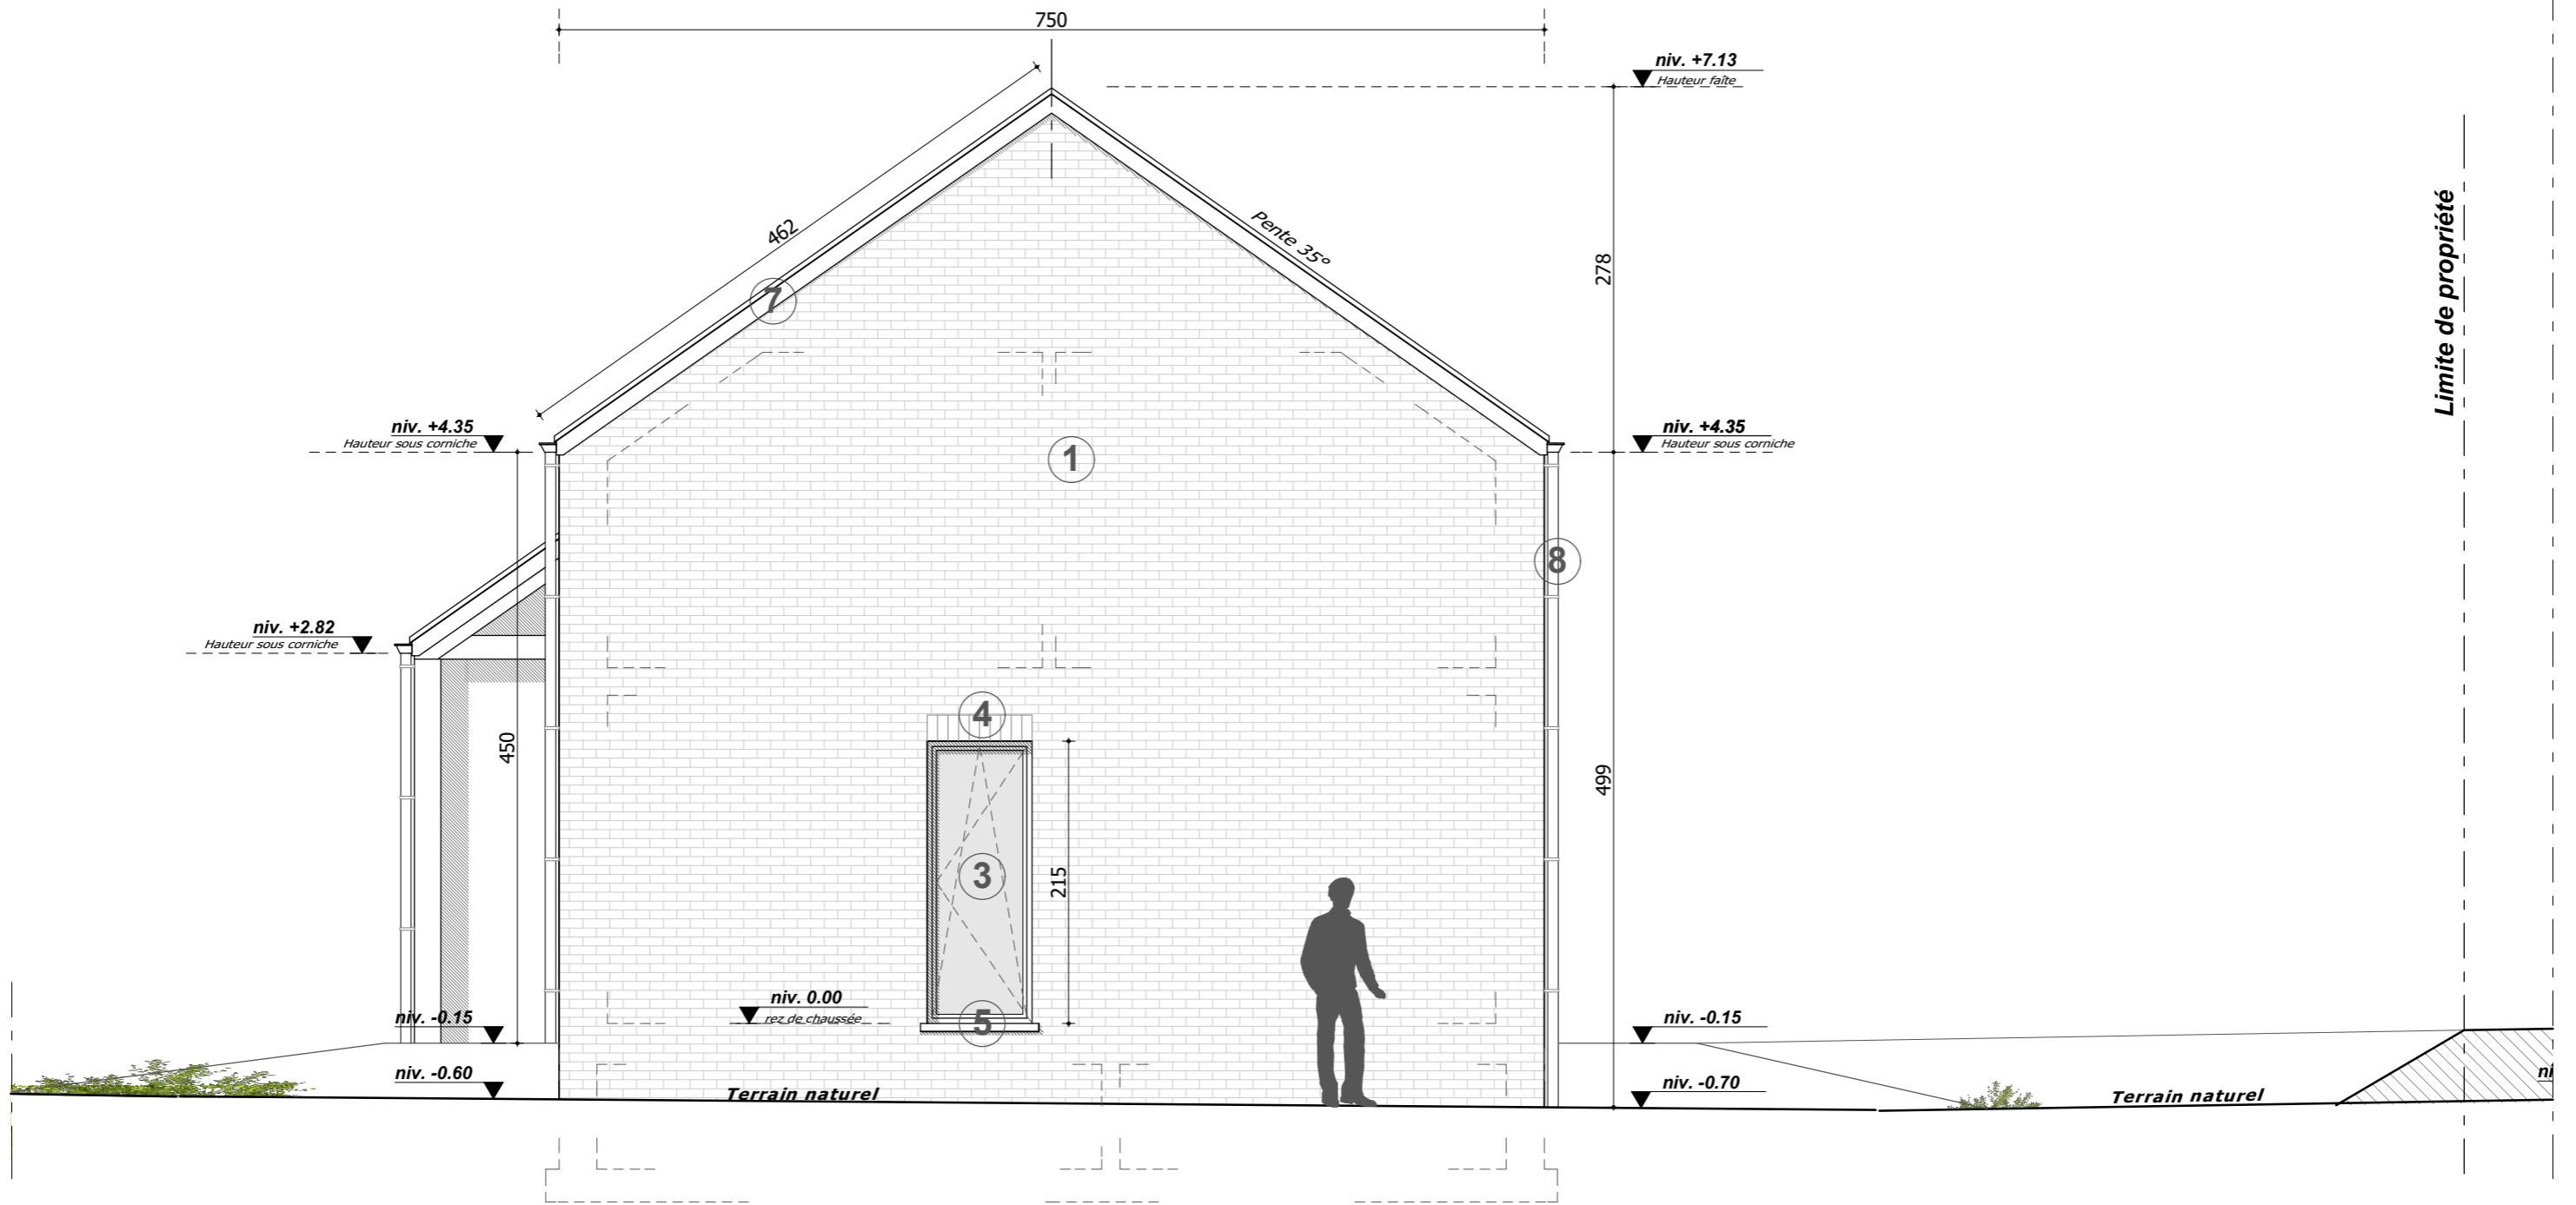 750
niv. +7.13
Hauteur faîte
462
Pente 35°
278
Limite de propriété
7
niv. +4.35
Hauteur sous corniche
niv. +4.35
Hauteur sous corniche
1
8
niv. +2.82
Hauteur sous corniche
4
450
499
3
215
niv. 0.00
rez de chaussée
5
niv. -0.15
niv. -0.15
niv. -0.60
niv. -0.70
ni
Terrain naturel
Terrain naturel